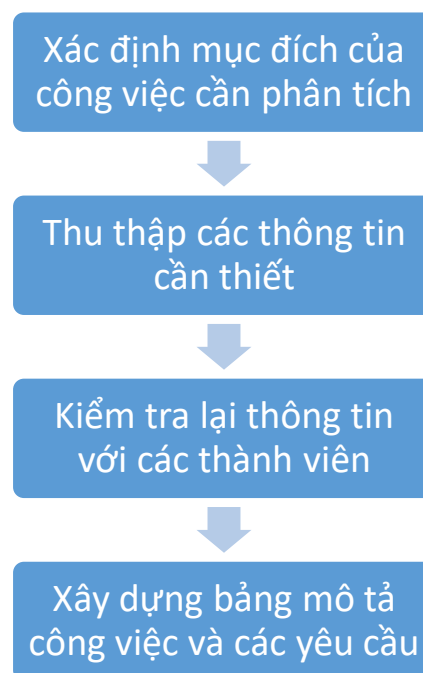 Xác định mục đích của
công việc cần phân tích
Thu thập các thông tin
cần thiết
Kiểm tra lại thông tin
với các thành viên
Xây dựng bảng mô tả
công việc và các yêu cầu